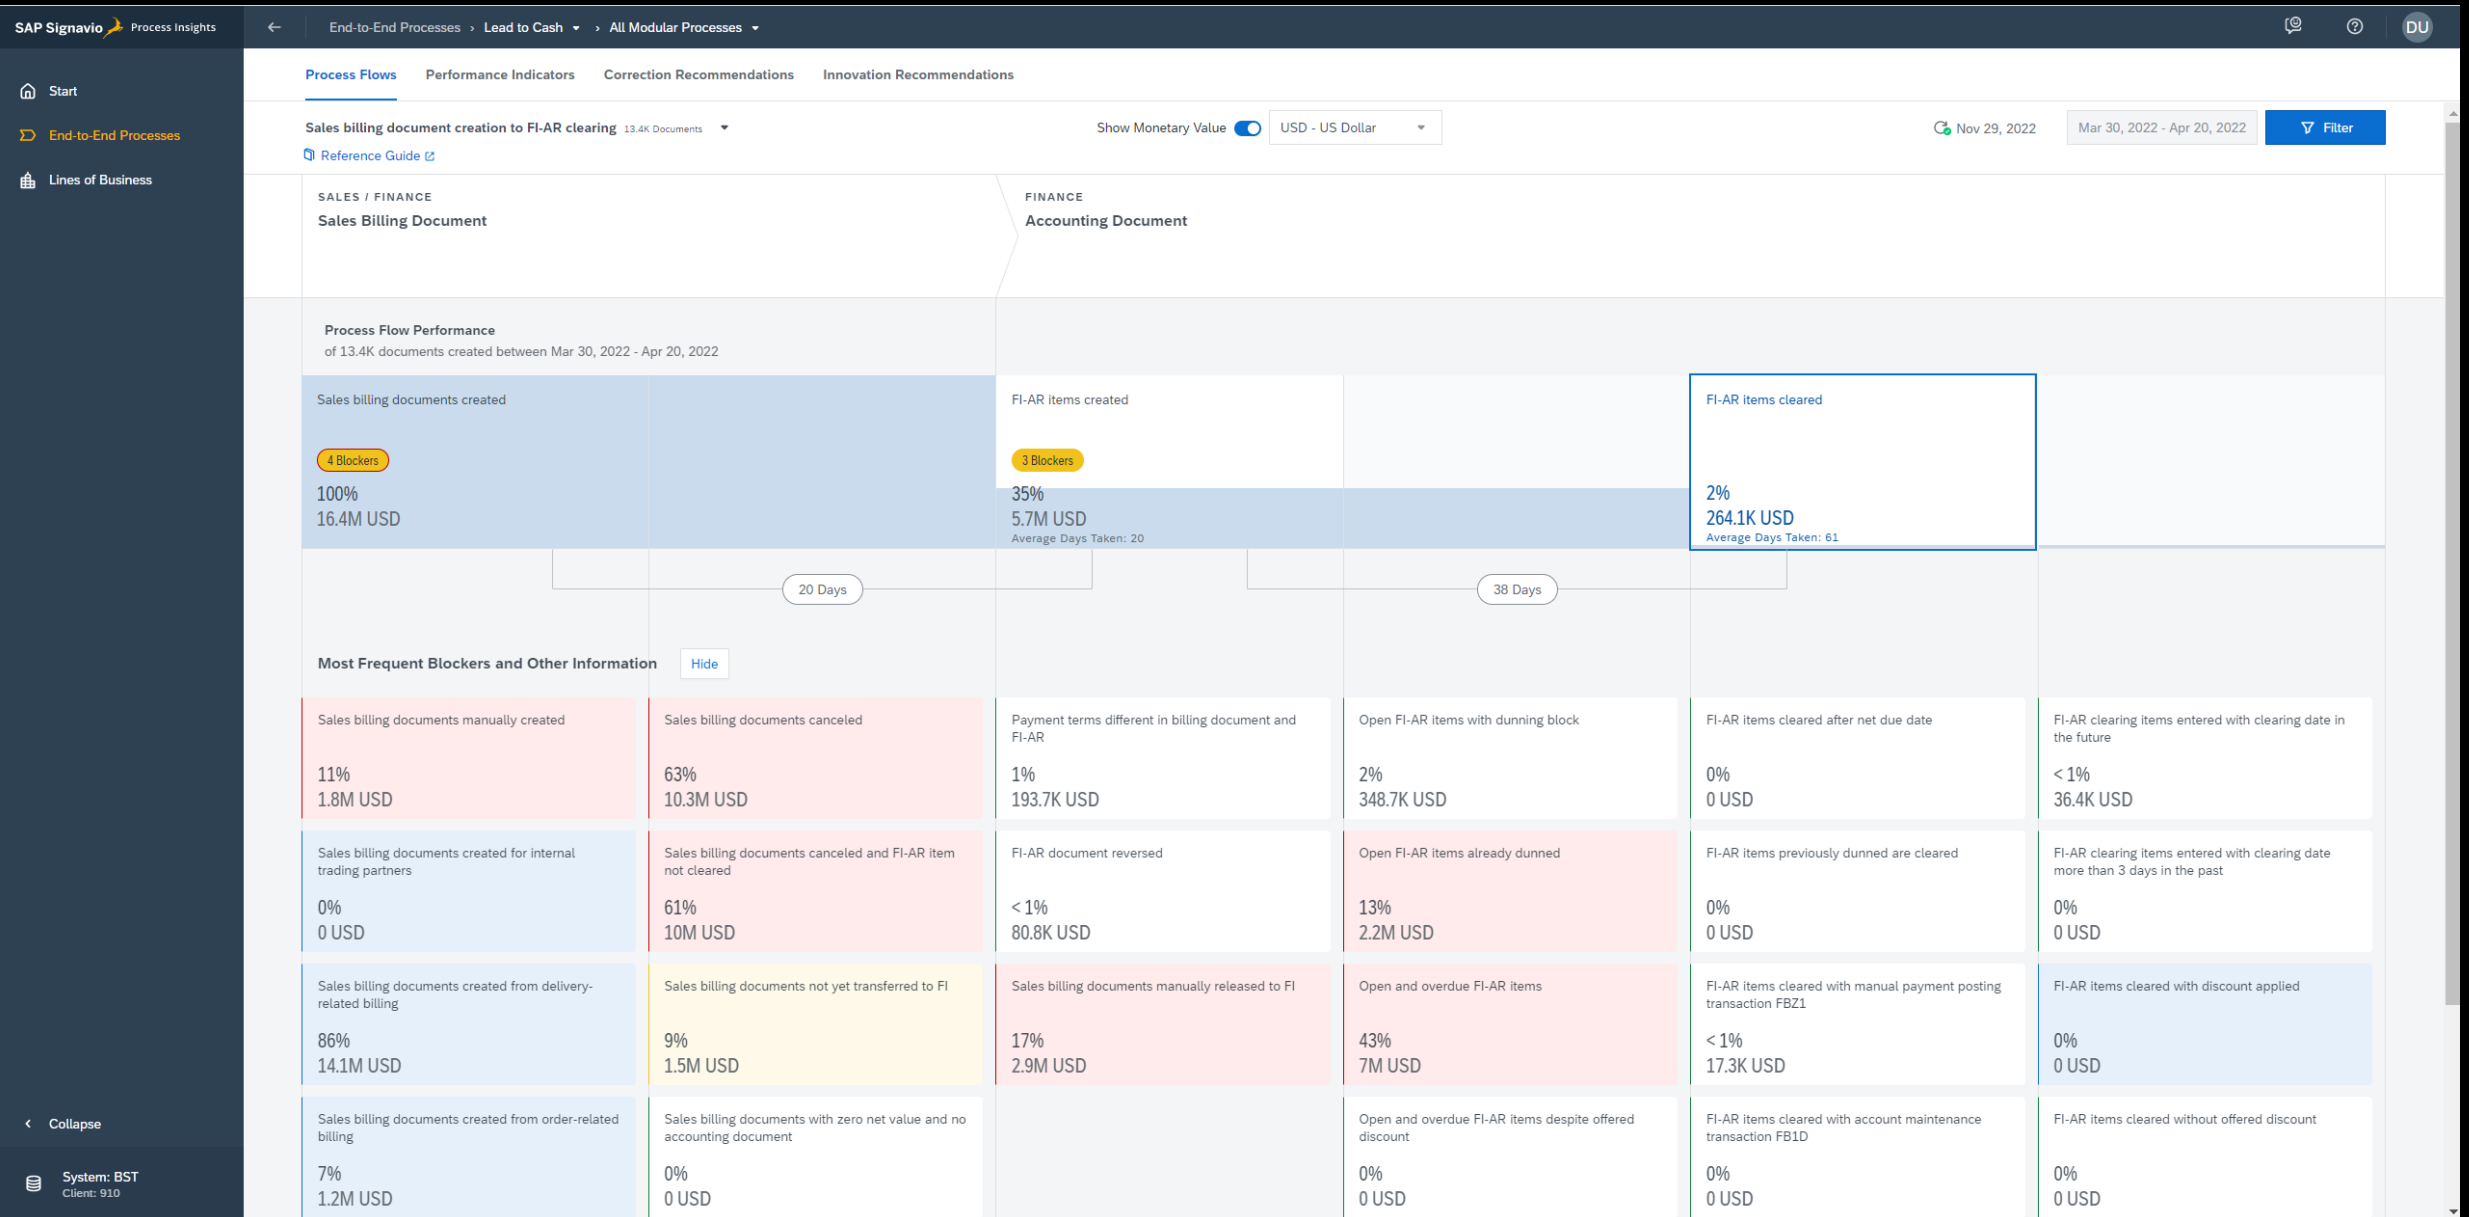 SAP Signavio Process Insights
End-to-End Processes › Lead to Cash › All Modular Processes
DU
Start
End-to-End Processes
Lines of Business
Collapse
System: BST
Client: 910
Process Flows Performance Indicators Correction Recommendations Innovation Recommendations
Sales billing document creation to FI-AR clearing 13.4K Documents
Reference Guide
Show Monetary Value USD - US Dollar
Nov 29, 2022 Mar 30, 2022 - Apr 20, 2022 Filter
SALES / FINANCE
Sales Billing Document
FINANCE
Accounting Document
Process Flow Performance
of 13.4K documents created between Mar 30, 2022 - Apr 20, 2022
Sales billing documents created
4 Blockers
100%
16.4M USD
FI-AR items created
3 Blockers
35%
5.7M USD
Average Days Taken: 20
FI-AR items cleared
2%
264.1K USD
Average Days Taken: 61
20 Days
38 Days
Most Frequent Blockers and Other Information Hide
Sales billing documents manually created
11%
1.8M USD
Sales billing documents canceled
63%
10.3M USD
Payment terms different in billing document and
FI-AR
1%
193.7K USD
Open FI-AR items with dunning block
2%
348.7K USD
FI-AR items cleared after net due date
0%
0 USD
FI-AR clearing items entered with clearing date in
the future
< 1%
36.4K USD
Sales billing documents created for internal
trading partners
0%
0 USD
Sales billing documents canceled and FI-AR item
not cleared
61%
10M USD
FI-AR document reversed
< 1%
80.8K USD
Open FI-AR items already dunned
13%
2.2M USD
FI-AR items previously dunned are cleared
0%
0 USD
FI-AR clearing items entered with clearing date
more than 3 days in the past
0%
0 USD
Sales billing documents created from delivery-
related billing
86%
14.1M USD
Sales billing documents not yet transferred to FI
9%
1.5M USD
Sales billing documents manually released to FI
17%
2.9M USD
Open and overdue FI-AR items
43%
7M USD
FI-AR items cleared with manual payment posting
transaction FBZ1
< 1%
17.3K USD
FI-AR items cleared with discount applied
0%
0 USD
Sales billing documents created from order-related
billing
7%
1.2M USD
Sales billing documents with zero net value and no
accounting document
0%
0 USD
Open and overdue FI-AR items despite offered
discount
0%
0 USD
FI-AR items cleared with account maintenance
transaction FB1D
0%
0 USD
FI-AR items cleared without offered discount
0%
0 USD